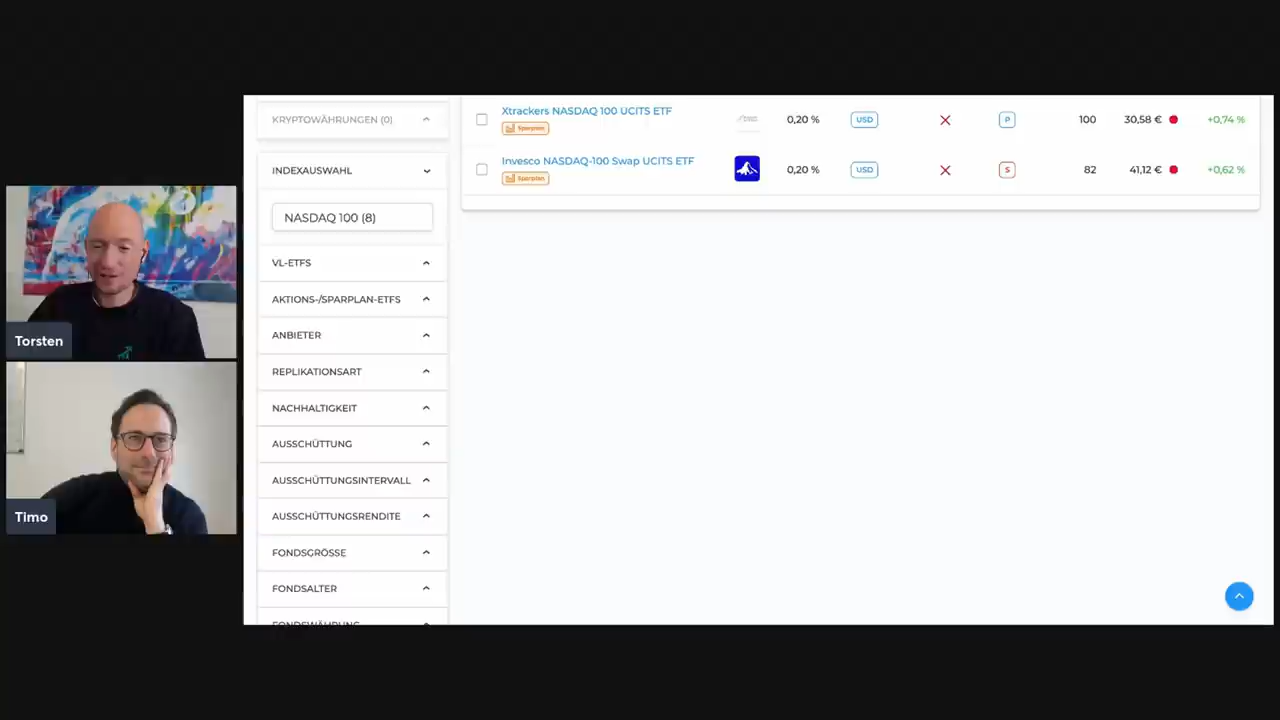 Torsten
Timo
KRYPTOWÄHRUNGEN (0)
INDEXAUSWAHL
NASDAQ 100 (8)
VL-ETFS
AKTIONS-/SPARPLAN-ETFS
ANBIETER
REPLIKATIONSART
NACHHALTIGKEIT
AUSSCHÜTTUNG
AUSSCHÜTTUNGSINTERVALL
AUSSCHÜTTUNGSRENDITE
FONDSGRÖSSE
FONDSALTER
FONDSWÄHRUNG
Xtrackers NASDAQ 100 UCITS ETF
Sparplan
0,20 % USD P 100 30,58 € +0,74 %
Invesco NASDAQ-100 Swap UCITS ETF
Sparplan
0,20 % USD S 82 41,12 € +0,62 %